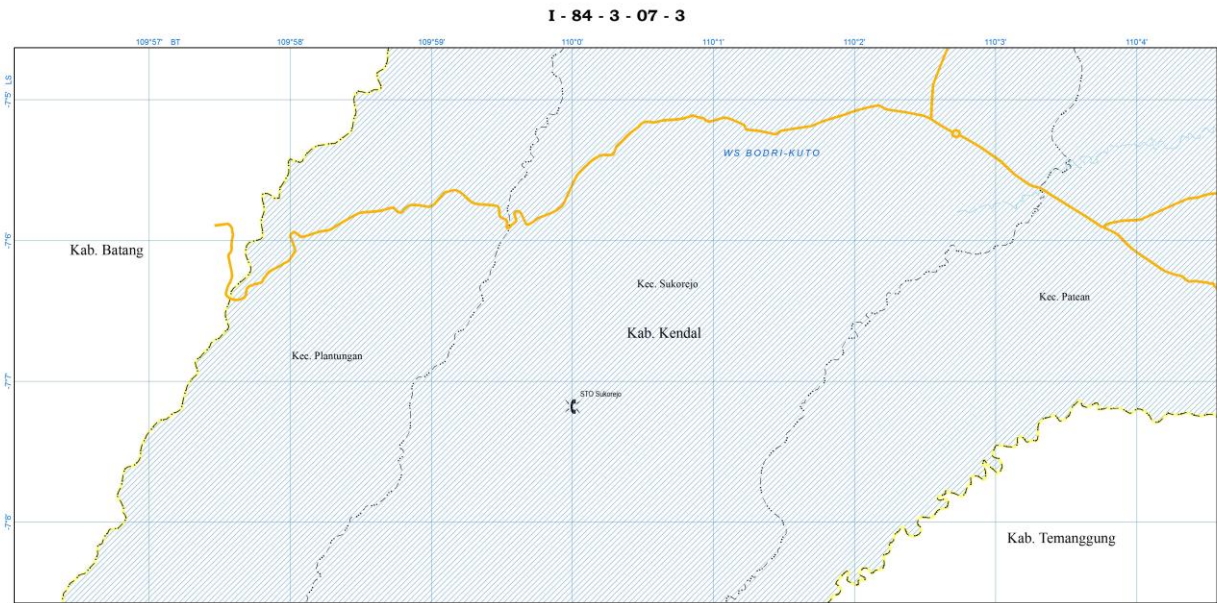 I - 84 - 3 - 07 - 3
109°57' BT
109°58'
109°59'
110°0'
110°1'
110°2'
110°3'
110°4'
-7°5' LS
WS BODRI-KUTO
-7°6'
Kab. Batang
Kec. Sukorejo
Kec. Patean
Kab. Kendal
Kec. Plantungan
-7°7'
STO Sukorejo
-7°8'
Kab. Temanggung